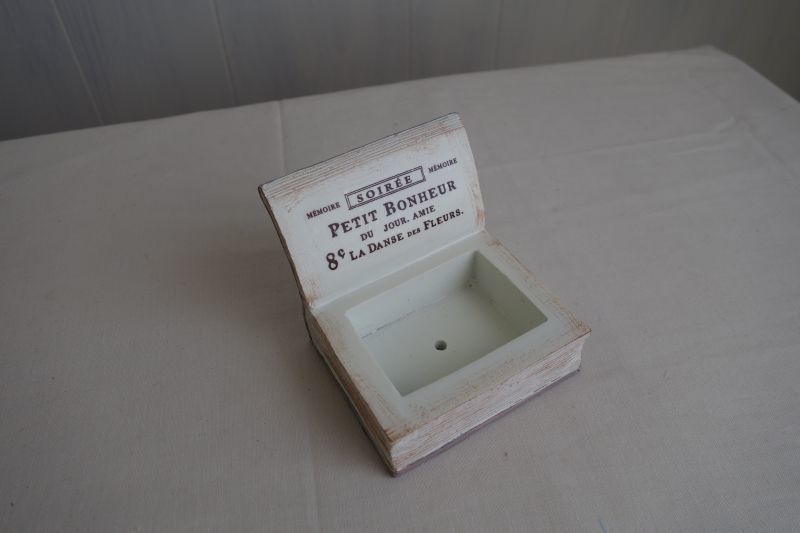 MÉMOIRE SOIRÉE MÉMOIRE
PETIT BONHEUR
DU JOUR. AMIE
8e LA DANSE DES FLEURS.